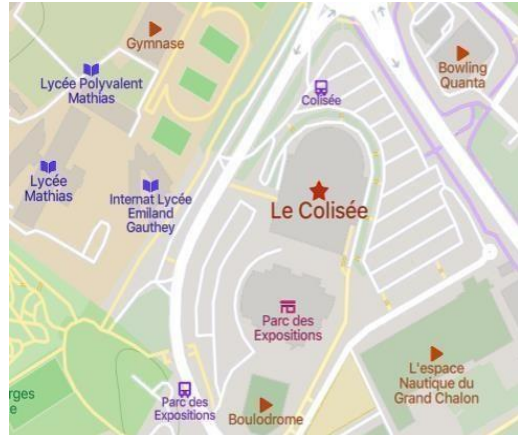 Gymnase
Lycée Polyvalent
Mathias
Colisée
Bowling
Quanta
Lycée
Mathias
Internat Lycée
Emiland
Gauthey
Le Colisée
Parc des
Expositions
L'espace
Nautique du
Grand Chalon
Parc des
Expositions
Boulodrome